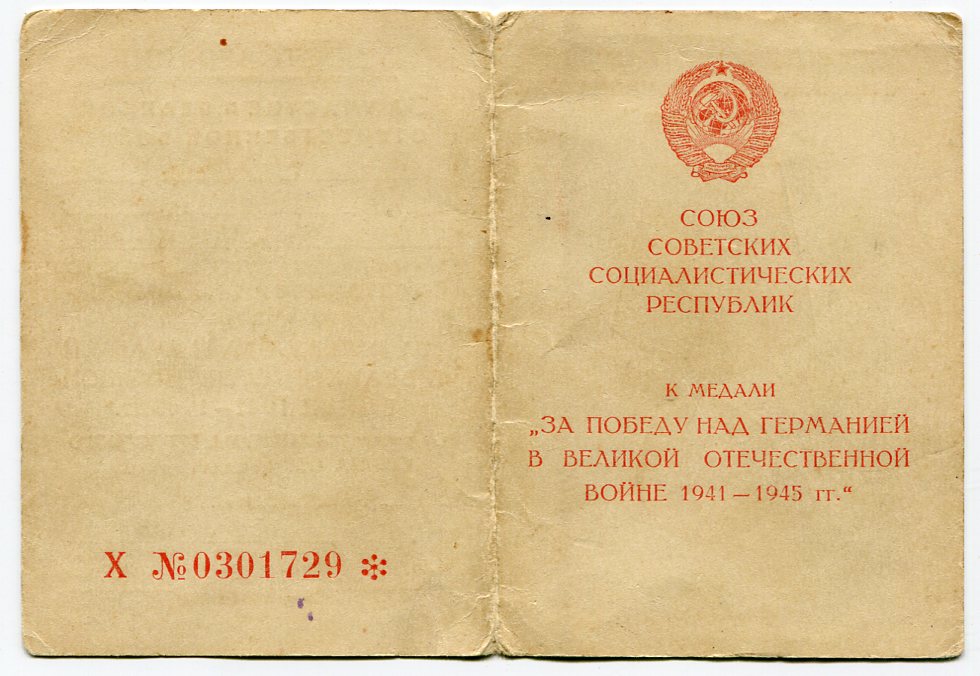 Х №0301729 *
СОЮЗ
СОВЕТСКИХ
СОЦИАЛИСТИЧЕСКИХ
РЕСПУБЛИК
К МЕДАЛИ
„ЗА ПОБЕДУ НАД ГЕРМАНИЕЙ
В ВЕЛИКОЙ ОТЕЧЕСТВЕННОЙ
ВОЙНЕ 1941—1945 гг.“